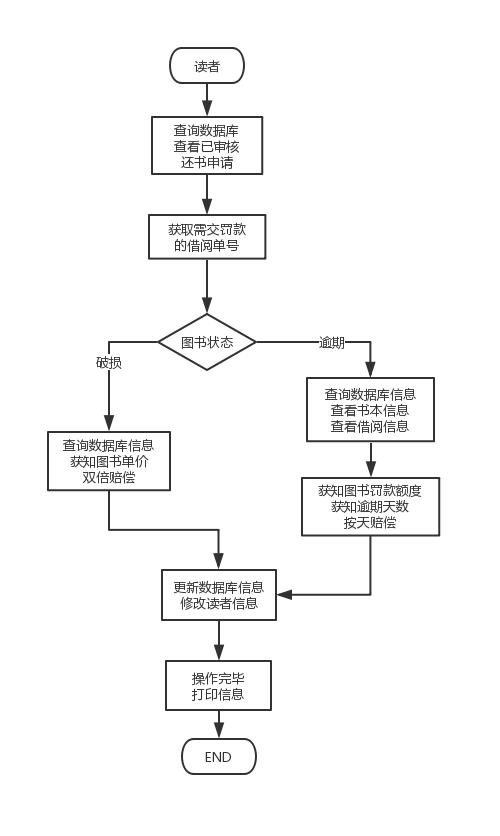 读者
查询数据库
查看已审核
还书申请
获取需交罚款
的借阅单号
图书状态
破损
逾期
查询数据库信息
获知图书单价
双倍赔偿
查询数据库信息
查看书本信息
查看借阅信息
获知图书罚款额度
获知逾期天数
按天赔偿
更新数据库信息
修改读者信息
操作完毕
打印信息
END